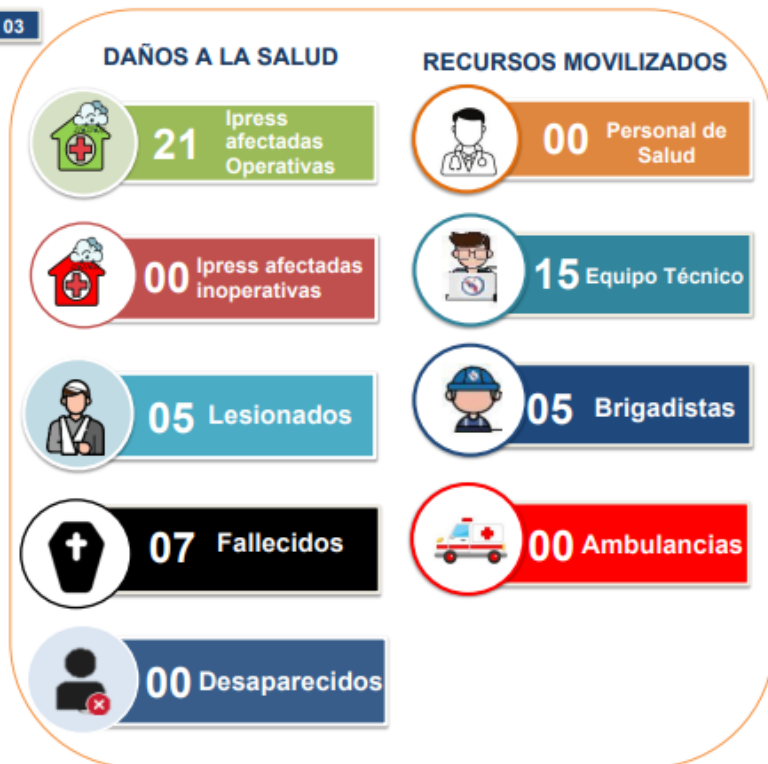 03
DAÑOS A LA SALUD
21
Ipress
afectadas
Operativas
00
Ipress afectadas
inoperativas
05 Lesionados
07 Fallecidos
00 Desaparecidos
RECURSOS MOVILIZADOS
00
Personal de
Salud
15 Equipo Técnico
05 Brigadistas
00 Ambulancias